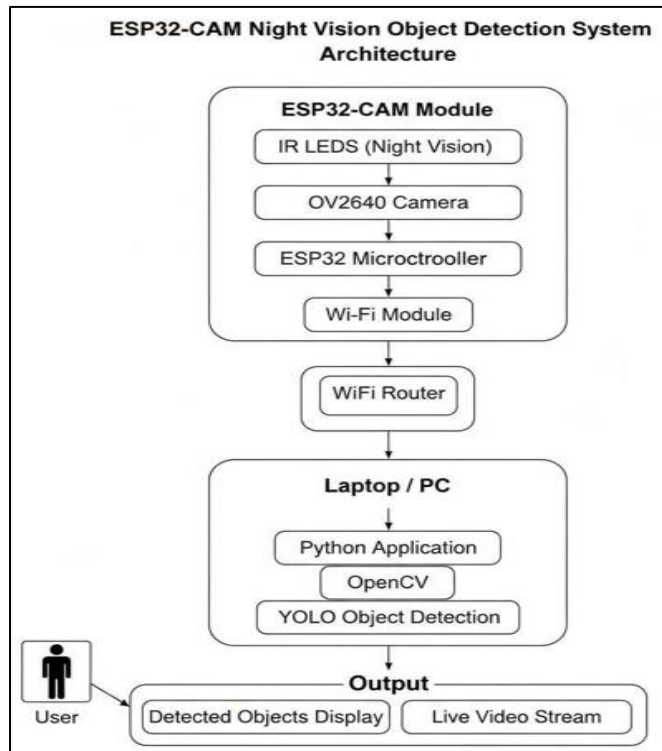 ESP32-CAM Night Vision Object Detection System
Architecture
ESP32-CAM Module
IR LEDS (Night Vision)
OV2640 Camera
ESP32 Microctrooller
Wi-Fi Module
WiFi Router
Laptop / PC
Python Application
OpenCV
YOLO Object Detection
User
Output
Detected Objects Display
Live Video Stream